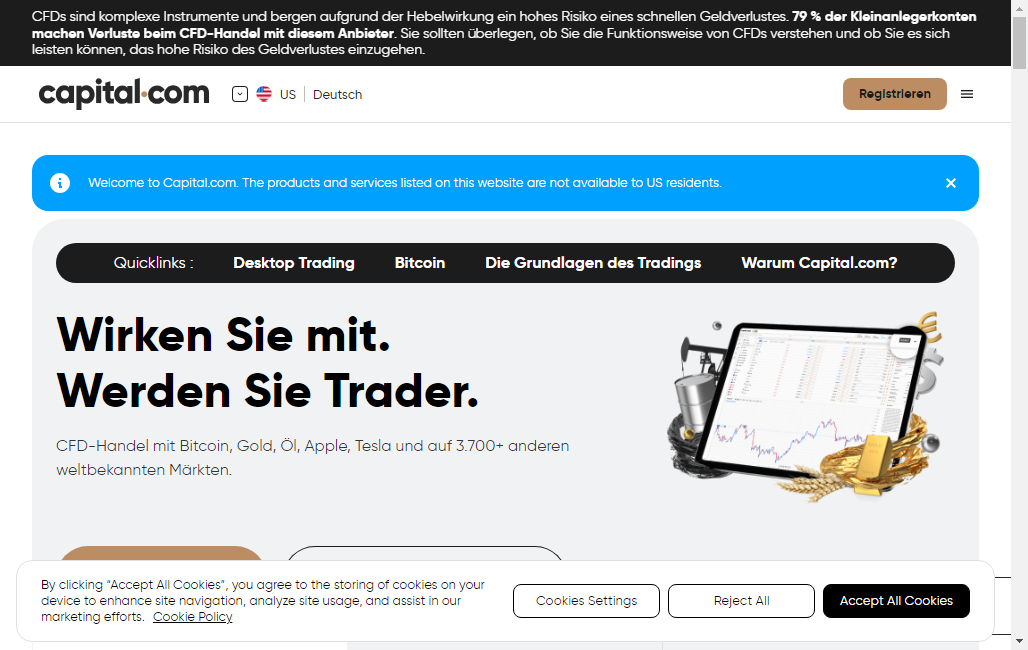 CFDs sind komplexe Instrumente und bergen aufgrund der Hebelwirkung ein hohes Risiko eines schnellen Geldverlustes. 79 % der Kleinanlegerkonten
machen Verluste beim CFD-Handel mit diesem Anbieter. Sie sollten überlegen, ob Sie die Funktionsweise von CFDs verstehen und ob Sie es sich
leisten können, das hohe Risiko des Geldverlustes einzugehen.
capital.com
US Deutsch
Registrieren
Welcome to Capital.com. The products and services listed on this website are not available to US residents.
Quicklinks : Desktop Trading Bitcoin Die Grundlagen des Tradings Warum Capital.com?
Wirken Sie mit.
Werden Sie Trader.
CFD-Handel mit Bitcoin, Gold, Öl, Apple, Tesla und auf 3.700+ anderen
weltbekannten Märkten.
By clicking “Accept All Cookies”, you agree to the storing of cookies on your
device to enhance site navigation, analyze site usage, and assist in our
marketing efforts. Cookie Policy
Cookies Settings
Reject All
Accept All Cookies